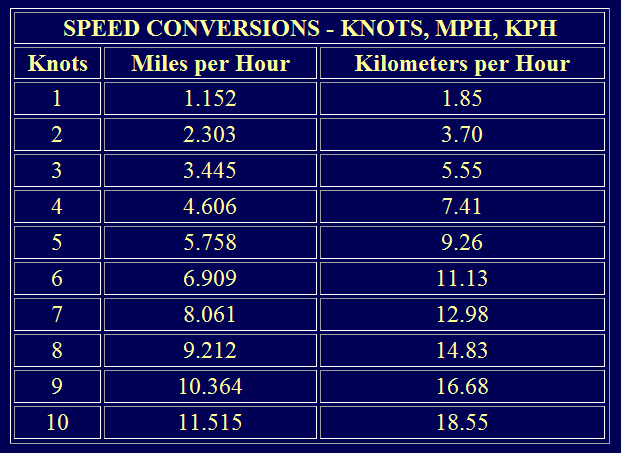 SPEED CONVERSIONS - KNOTS, MPH, KPH
Knots Miles per Hour Kilometers per Hour
1 1.152 1.85
2 2.303 3.70
3 3.445 5.55
4 4.606 7.41
5 5.758 9.26
6 6.909 11.13
7 8.061 12.98
8 9.212 14.83
9 10.364 16.68
10 11.515 18.55